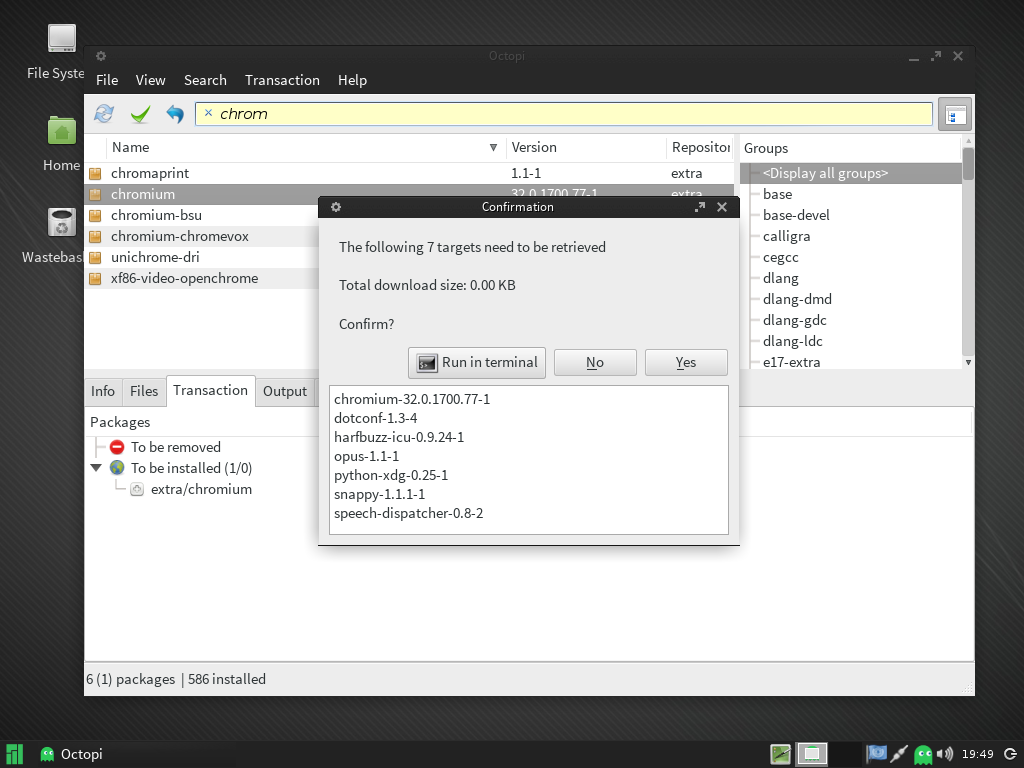 File Syste
Home
Wastebas
Octopi
File View Search Transaction Help
chrom
Name Version Repositor
chromaprint 1.1-1 extra
chromium 32.0.1700.77-1 extra
chromium-bsu
chromium-chromevox
unichrome-dri
xf86-video-openchrome
Groups
<Display all groups>
base
base-devel
calligra
cegcc
dlang
dlang-dmd
dlang-gdc
dlang-ldc
e17-extra
Confirmation
The following 7 targets need to be retrieved
Total download size: 0.00 KB
Confirm?
Run in terminal No Yes
chromium-32.0.1700.77-1
dotconf-1.3-4
harfbuzz-icu-0.9.24-1
opus-1.1-1
python-xdg-0.25-1
snappy-1.1.1-1
speech-dispatcher-0.8-2
Info Files Transaction Output
Packages
To be removed
To be installed (1/0)
extra/chromium
6 (1) packages | 586 installed
Octopi
19:49